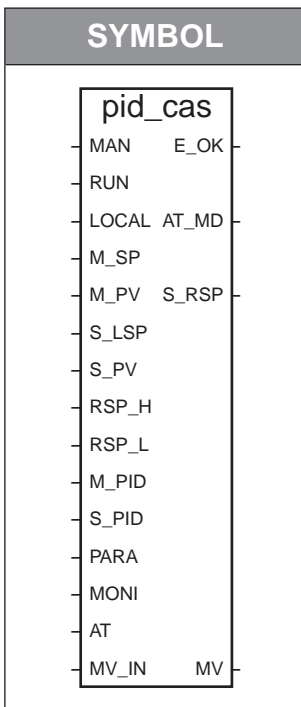 SYMBOL
pid_cas
MAN E_OK
RUN
LOCAL AT_MD
M_SP
M_PV S_RSP
S_LSP
S_PV
RSP_H
RSP_L
M_PID
S_PID
PARA
MONI
AT
MV_IN MV